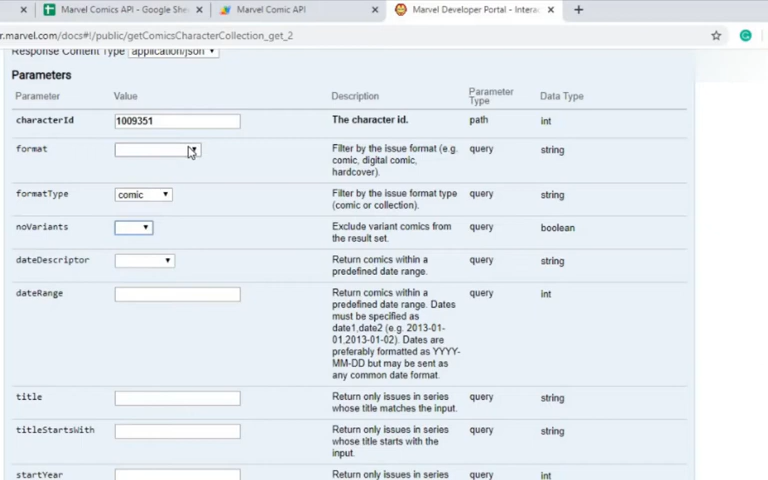 Marvel Comics API - Google She
Marvel Comic API
Marvel Developer Portal - Intera
r.marvel.com/docs#!/public/getComicsCharacterCollection_get_2
Response Content Type application/json
Parameters
Parameter Value Description Parameter Type Data Type
characterId 1009351 The character id. path int
format Filter by the issue format (e.g. query string
comic, digital comic,
hardcover).
formatType comic Filter by the issue format type query string
(comic or collection).
noVariants Exclude variant comics from query boolean
the result set.
dateDescriptor Return comics within a query string
predefined date range.
dateRange Return comics within a query int
predefined date range. Dates
must be specified as
date1,date2 (e.g. 2013-01-
01,2013-01-02). Dates are
preferably formatted as YYYY-
MM-DD but may be sent as
any common date format.
title Return only issues in series query string
whose title matches the input.
titleStartsWith Return only issues in series query string
whose title starts with the
input.
startYear Return only issues in series query int